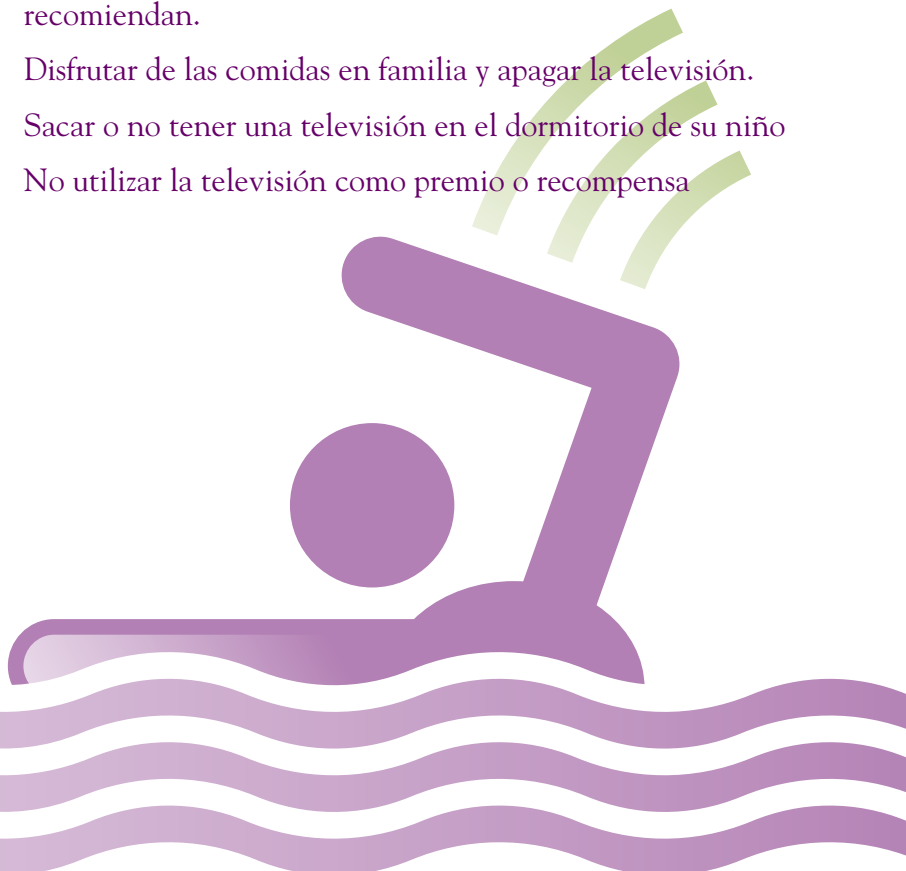 recomiendan.
Disfrutar de las comidas en familia y apagar la televisión.
Sacar o no tener una televisión en el dormitorio de su niño
No utilizar la televisión como premio o recompensa